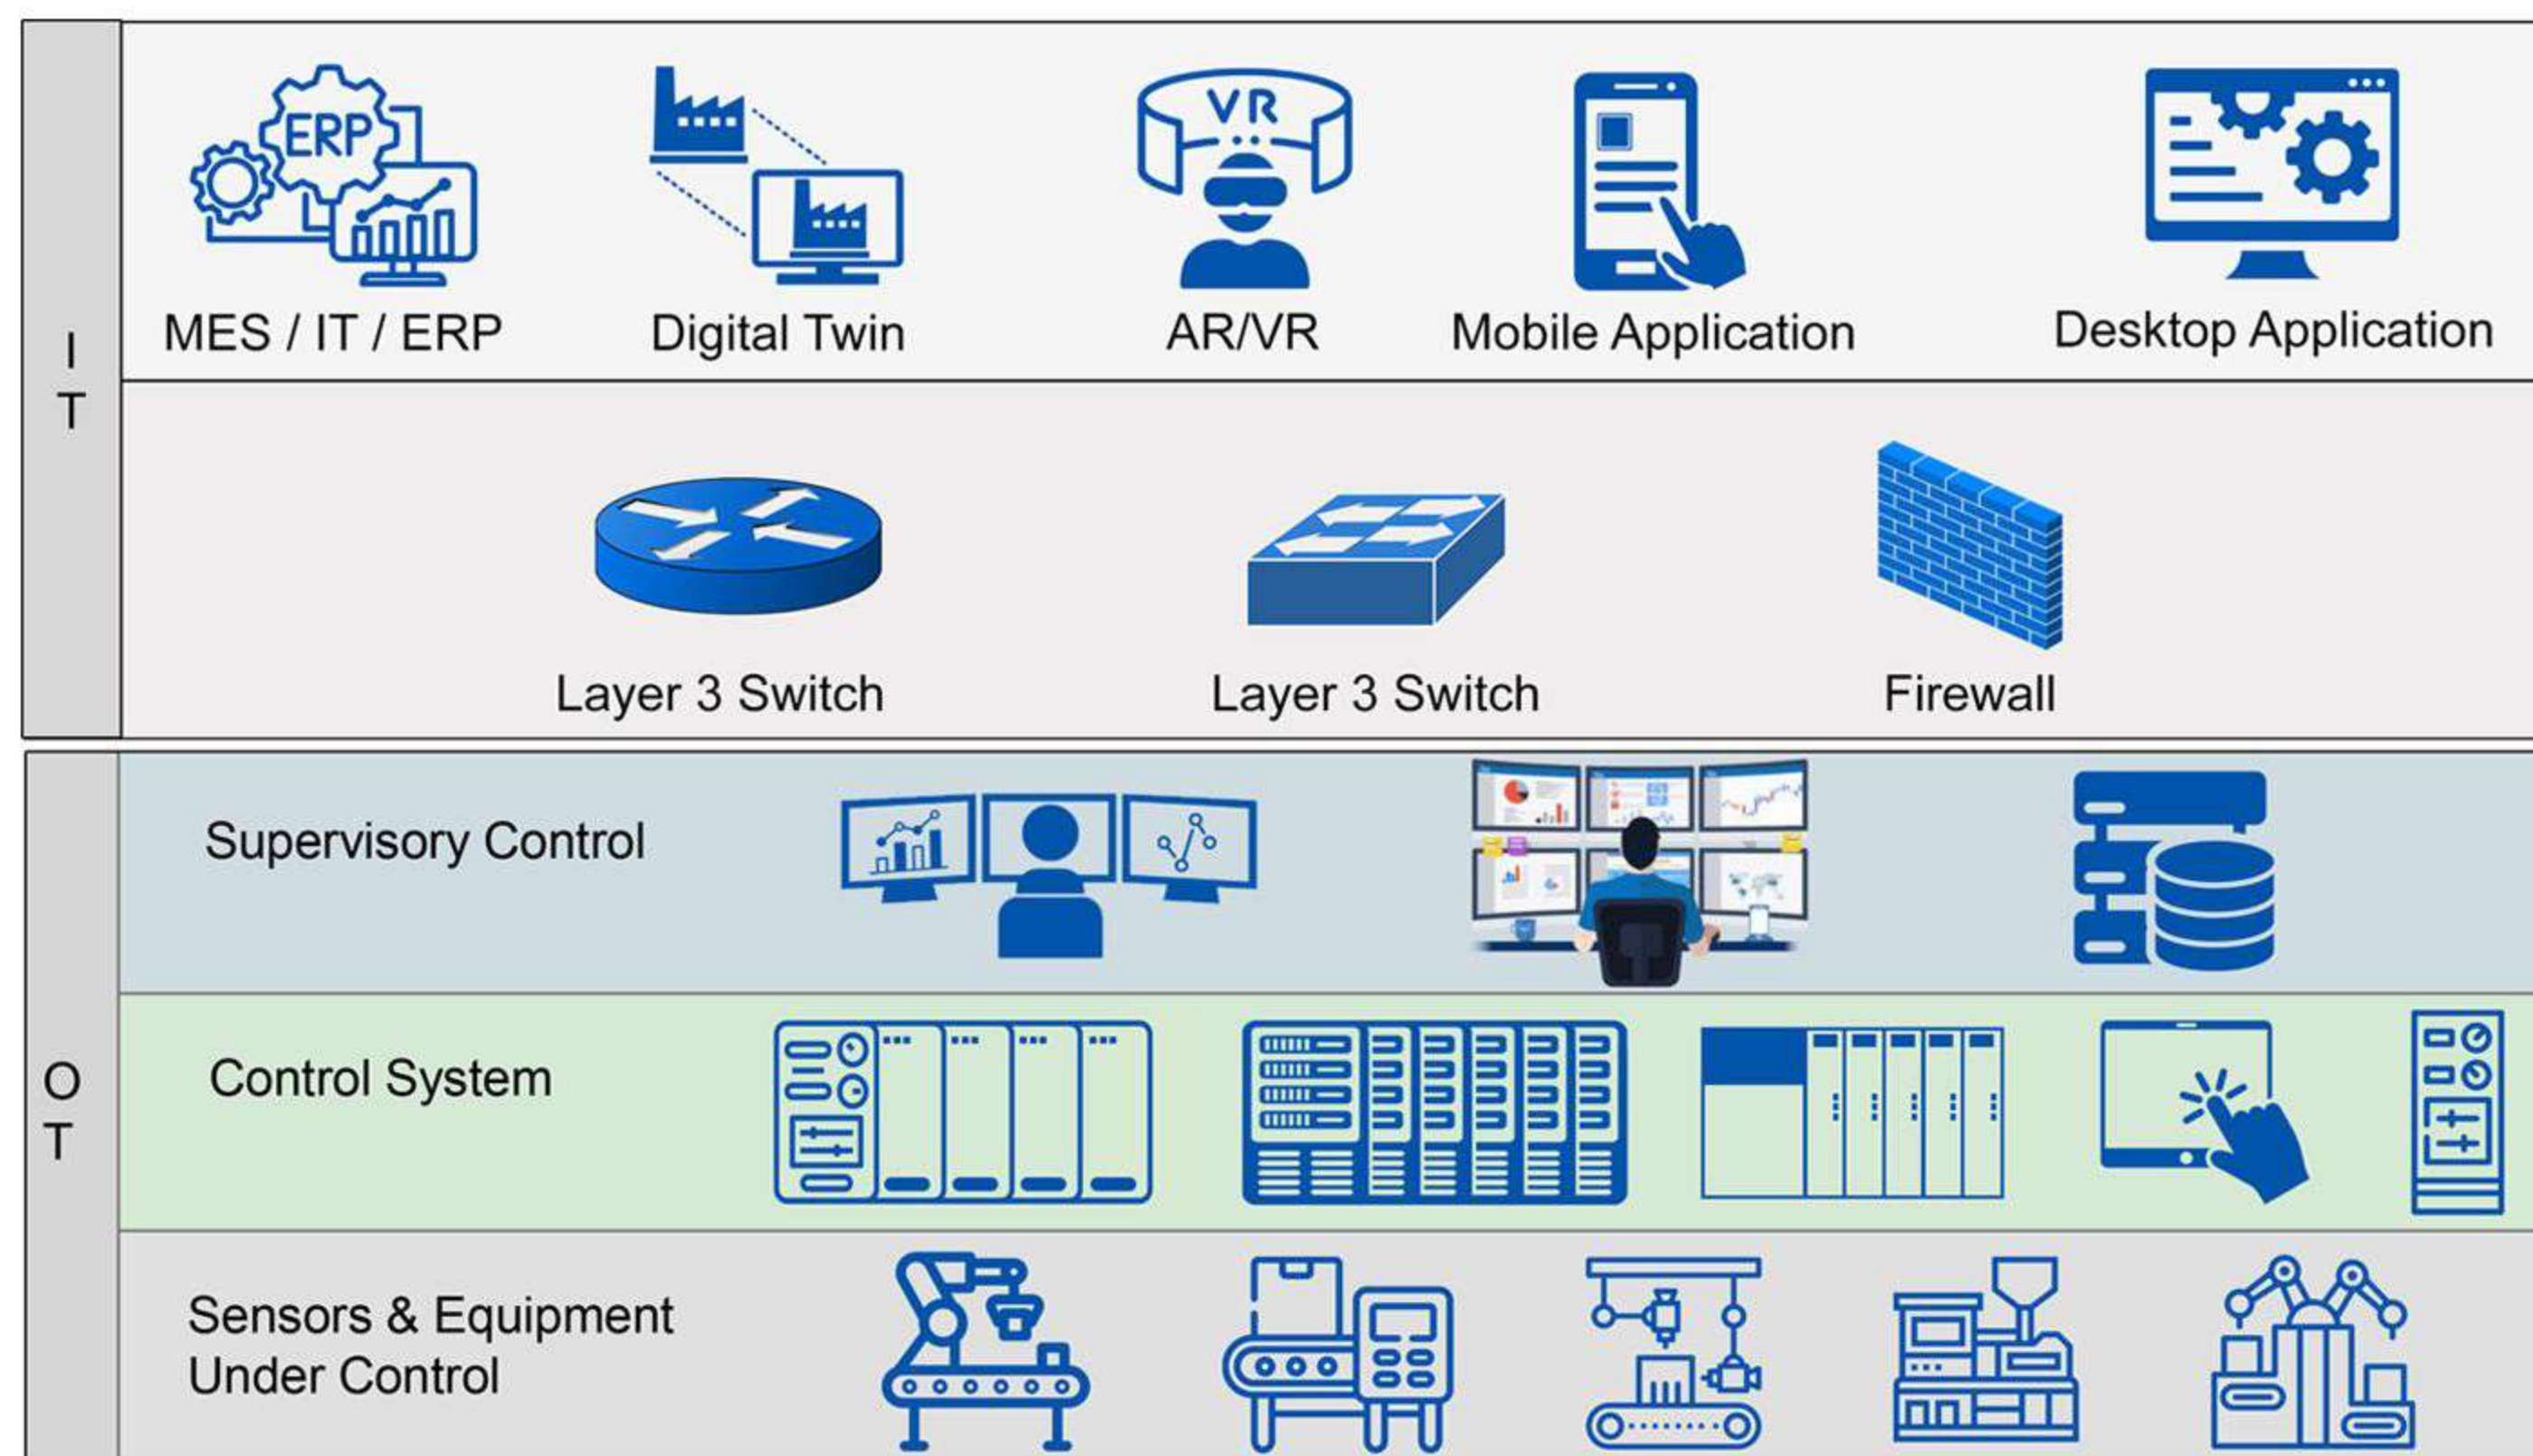 I
T
ERP
VR
MES / IT / ERP
Digital Twin
AR/VR
Mobile Application
Desktop Application
Layer 3 Switch
Layer 3 Switch
Firewall
O
T
Supervisory Control
Control System
Sensors & Equipment
Under Control